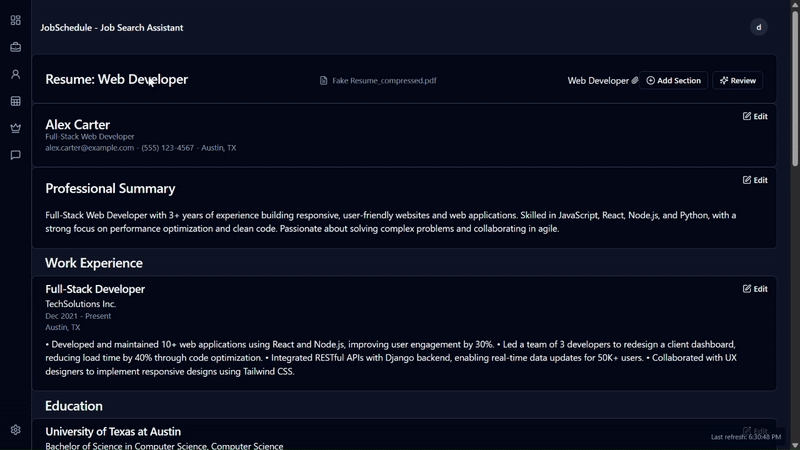 JobSchedule - Job Search Assistant
d
Resume: Web Developer
Fake Resume_compressed.pdf
Web Developer
Add Section
Review
Alex Carter
Edit
Full-Stack Web Developer
alex.carter@example.com · (555) 123-4567 · Austin, TX
Professional Summary
Edit
Full-Stack Web Developer with 3+ years of experience building responsive, user-friendly websites and web applications. Skilled in JavaScript, React, Node.js, and Python, with a
strong focus on performance optimization and clean code. Passionate about solving complex problems and collaborating in agile.
Work Experience
Full-Stack Developer
Edit
TechSolutions Inc.
Dec 2021 - Present
Austin, TX
• Developed and maintained 10+ web applications using React and Node.js, improving user engagement by 30%. • Led a team of 3 developers to redesign a client dashboard,
reducing load time by 40% through code optimization. • Integrated RESTful APIs with Django backend, enabling real-time data updates for 50K+ users. • Collaborated with UX
designers to implement responsive designs using Tailwind CSS.
Education
University of Texas at Austin
Edit
Last refresh: 6:30:48 PM
Bachelor of Science in Computer Science, Computer Science